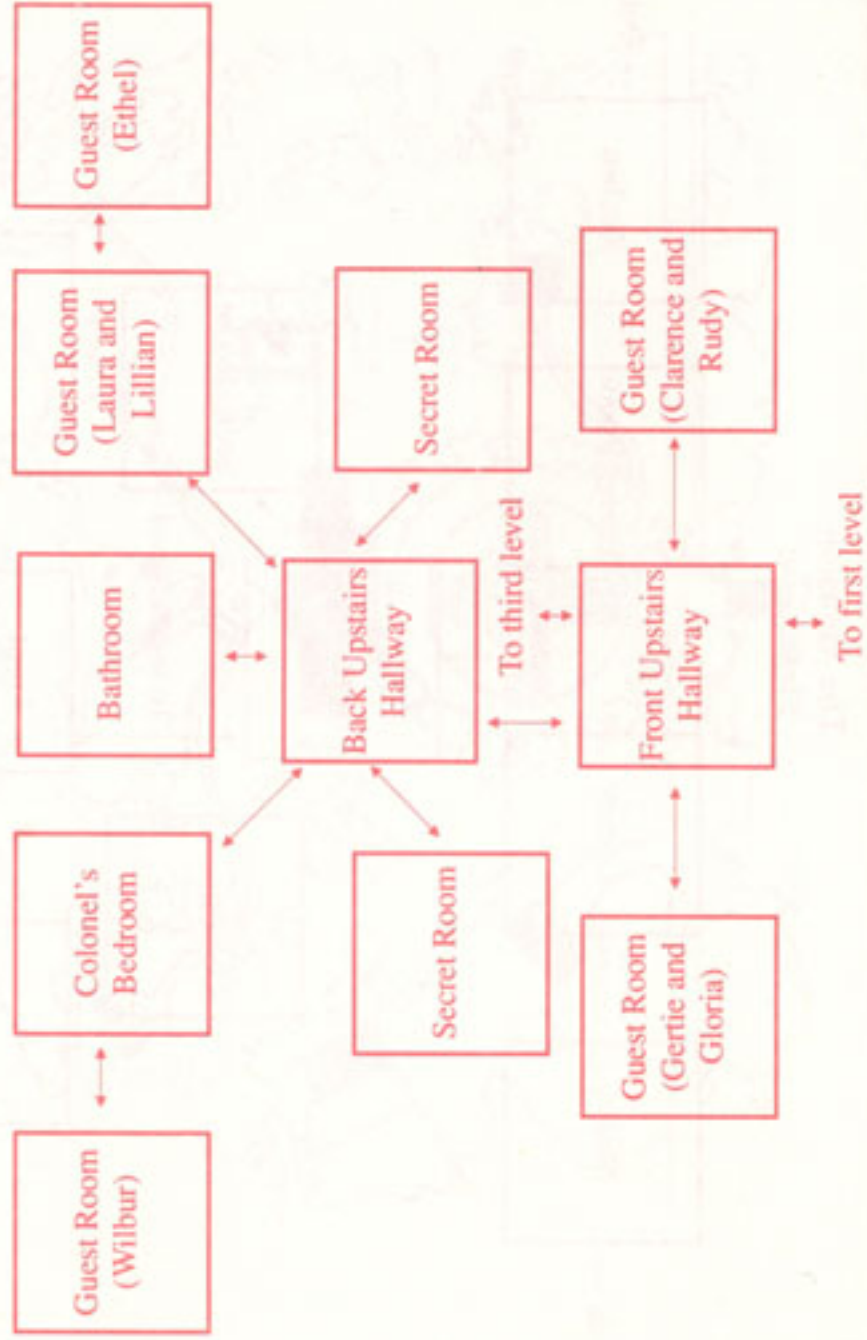 Guest Room
(Wilbur)
Colonel's
Bedroom
Bathroom
Guest Room
(Laura and
Lillian)
Guest Room
(Ethel)
Secret Room
Back Upstairs
Hallway
Secret Room
To third level
Guest Room
(Gertie and
Gloria)
Front Upstairs
Hallway
Guest Room
(Clarence and
Rudy)
To first level